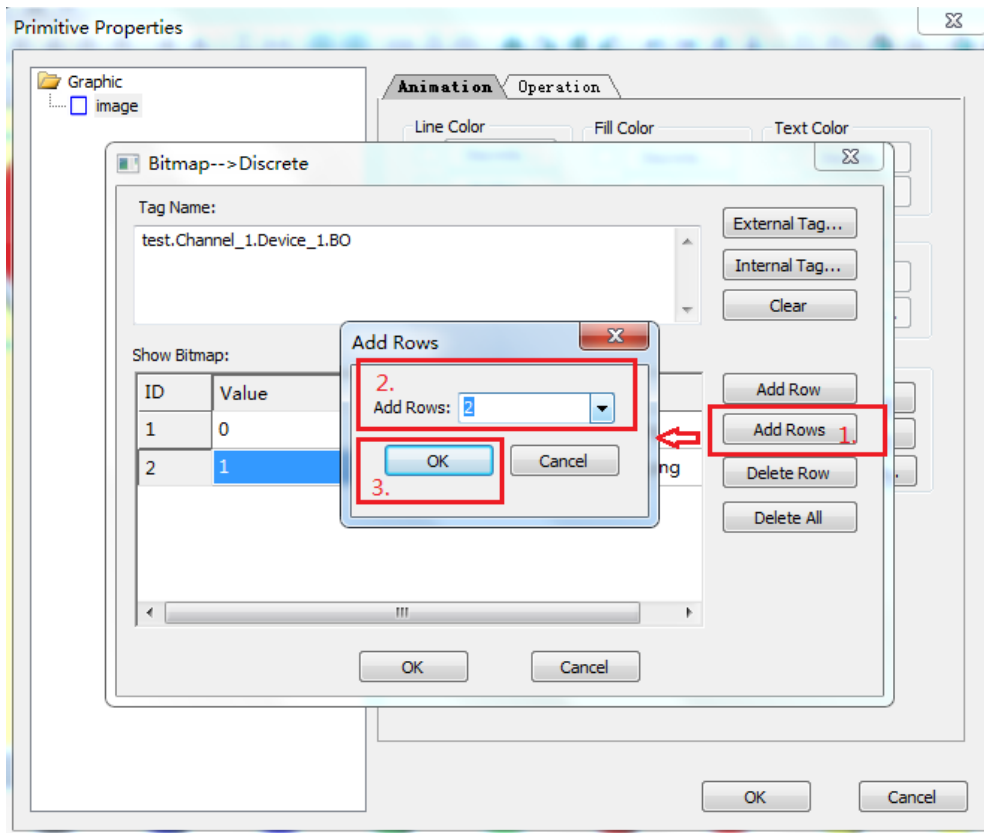 Primitive Properties
Graphic
image
Animation
Operation
Line Color
Fill Color
Text Color
Bitmap-->Discrete
Tag Name:
test.Channel_1.Device_1.BO
External Tag...
Internal Tag...
Clear
Show Bitmap:
ID
Value
1
0
2
1
ng
Add Rows
2.
Add Rows:
2
OK
Cancel
3.
Add Row
Add Rows
1.
Delete Row
Delete All
OK
Cancel
OK
Cancel